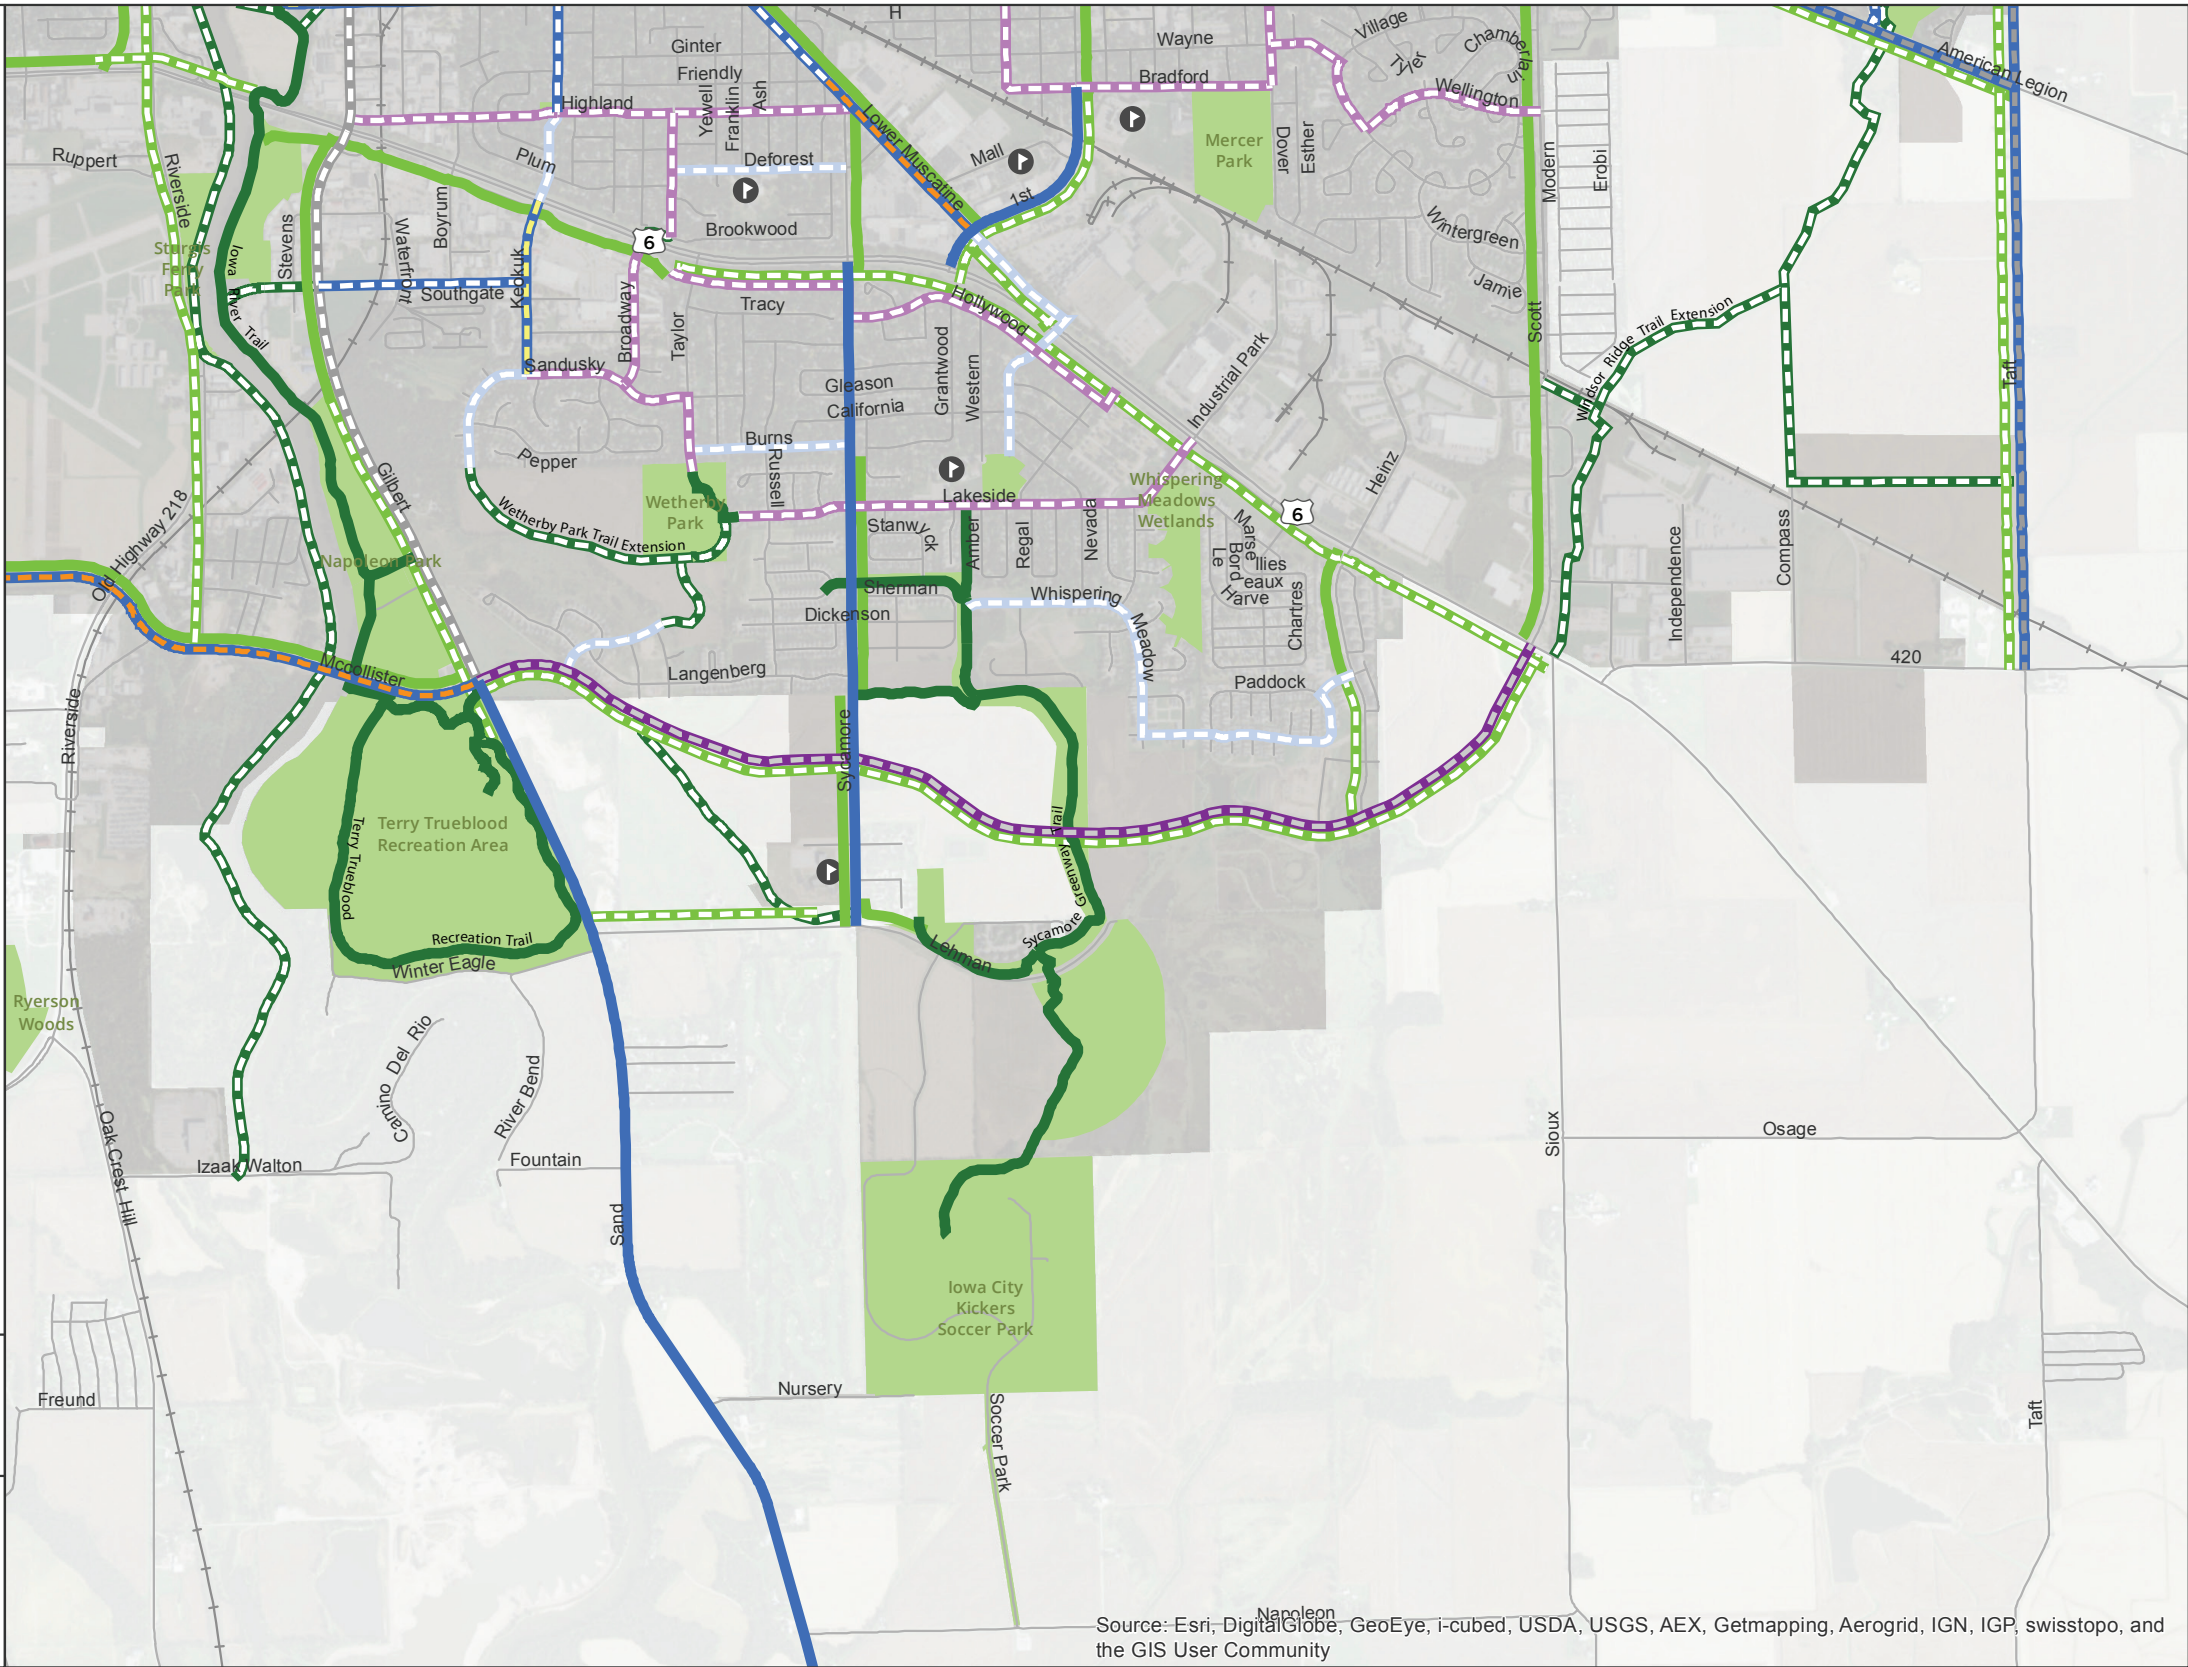 H
Village
Chamberlain
Tyler
Wayne
Bradford
Wellington
American Legion
Ginter
Friendly
Ash
Yewell
Franklin
Highland
Lower Muscatine
Mall
1st
Mercer
Park
Dover
Esther
Modern
Erobi
Ruppert
Riverside
Plum
Deforest
Brookwood
Boyrum
Stevens
Waterfront
Keokuk
Southgate
Sturgis
Ferry
Park
Iowa River Trail
6
Wintergreen
Jamie
Scott
Hollywood
Tracy
Broadway
Taylor
Sandusky
Gleason
California
Grantwood
Western
Industrial Park
Windsor Ridge Trail Extension
Taft
Burns
Pepper
Russell
Gilbert
Old Highway 218
Wetherby
Park
Wetherby Park Trail Extension
Lakeside
Whispering
Meadows
Wetlands
Heinz
6
Stanwyck
Amber
Regal
Nevada
Marse
illes
Bord
eaux
Le
Harve
Chartres
Independence
Compass
Napoleon Park
Sherman
Dickenson
Whispering
Meadow
420
Mccollister
Langenberg
Paddock
Riverside
Sycamore
Terry Trueblood
Recreation Area
Terry Trueblood
Recreation Trail
Winter Eagle
Sycamore Greenway Trail
Lehman
Ryerson
Woods
Camino Del Rio
River Bend
Oak Crest Hill
Izaak Walton
Fountain
Sand
Sioux
Osage
Iowa City
Kickers
Soccer Park
Nursery
Freund
Soccer Park
Taft
Napoleon
Source: Esri, DigitalGlobe, GeoEye, i-cubed, USDA, USGS, AEX, Getmapping, Aerogrid, IGN, IGP, swisstopo, and
the GIS User Community